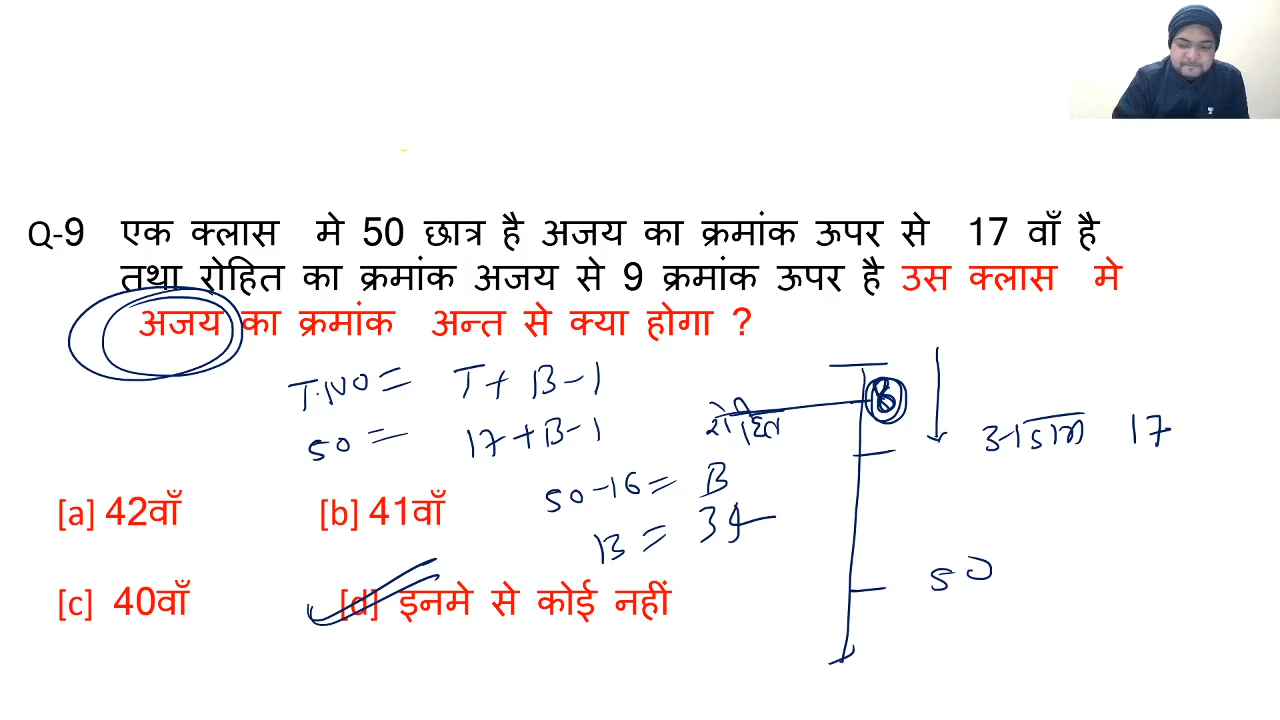 Q-9 एक क्लास मे 50 छात्र है अजय का क्रमांक ऊपर से 17 वाँ है
तथा रोहित का क्रमांक अजय से 9 क्रमांक ऊपर है उस क्लास मे
अजय का क्रमांक अन्त से क्या होगा ?
T.NO = T + B - 1
50 = 17 + B - 1
50 - 16 = B
B = 34
रोहित 8
अजय 17
50
[a] 42वाँ [b] 41वाँ
[c] 40वाँ [d] इनमे से कोई नहीं